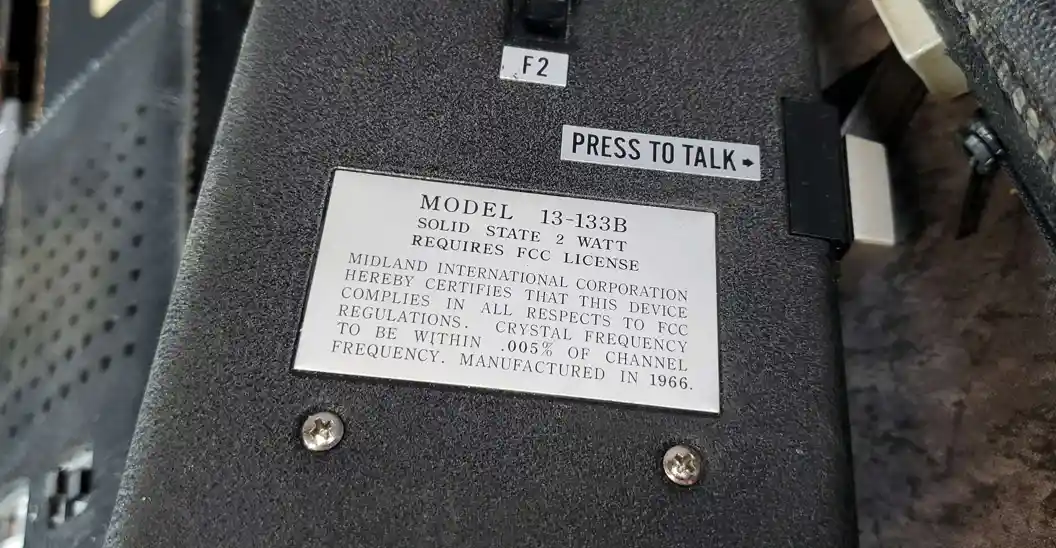 F2
PRESS TO TALK➧
MODEL 13-133B
SOLID STATE 2 WATT
REQUIRES FCC LICENSE
MIDLAND INTERNATIONAL CORPORATION
HEREBY CERTIFIES THAT THIS DEVICE
COMPLIES IN ALL RESPECTS TO FCC
REGULATIONS. CRYSTAL FREQUENCY
TO BE WITHIN .005% OF CHANNEL
FREQUENCY. MANUFACTURED IN 1966.